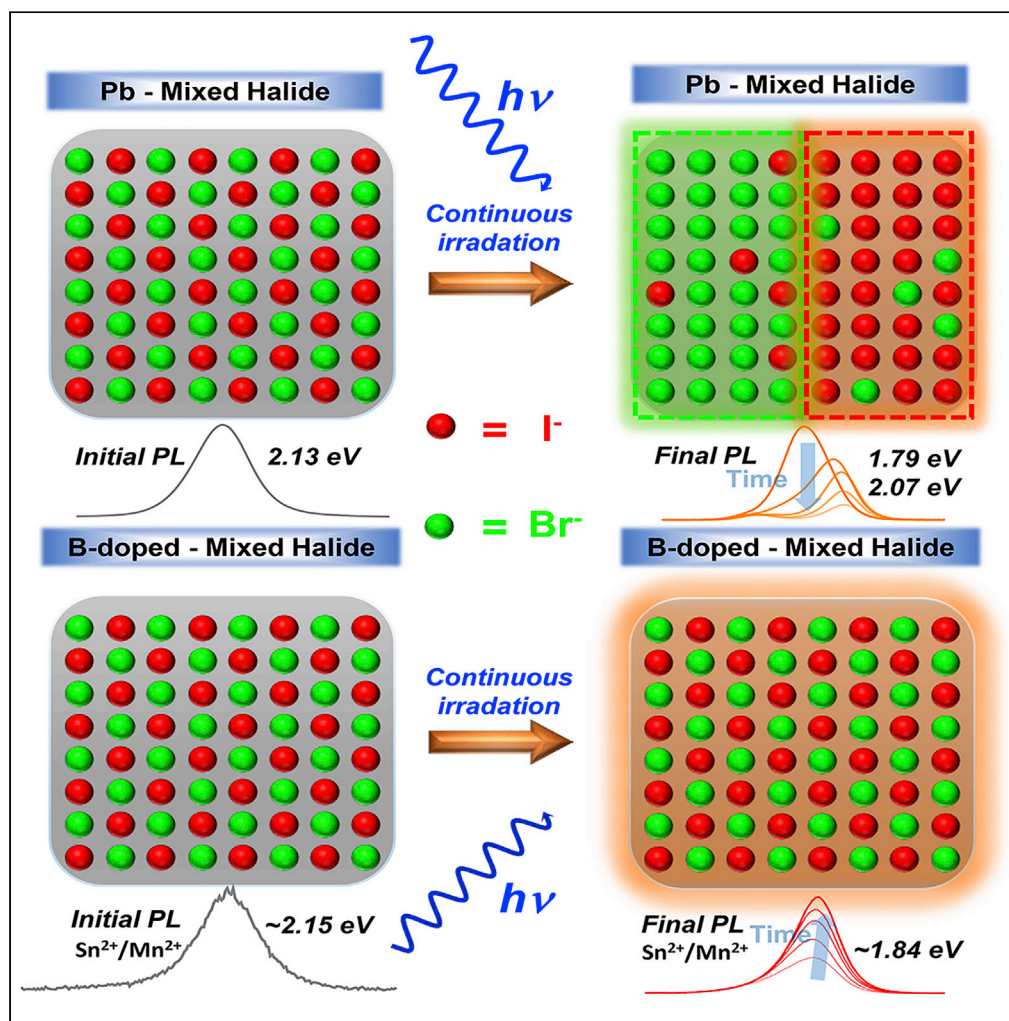 Pb - Mixed Halide
hν
Pb - Mixed Halide
Continuous
irradation
Initial PL 2.13 eV
= I⁻
= Br⁻
Final PL 1.79 eV
Time 2.07 eV
B-doped - Mixed Halide
B-doped - Mixed Halide
Continuous
irradation
hν
Initial PL ~2.15 eV
Sn²⁺/Mn²⁺
Final PL Time ~1.84 eV
Sn²⁺/Mn²⁺